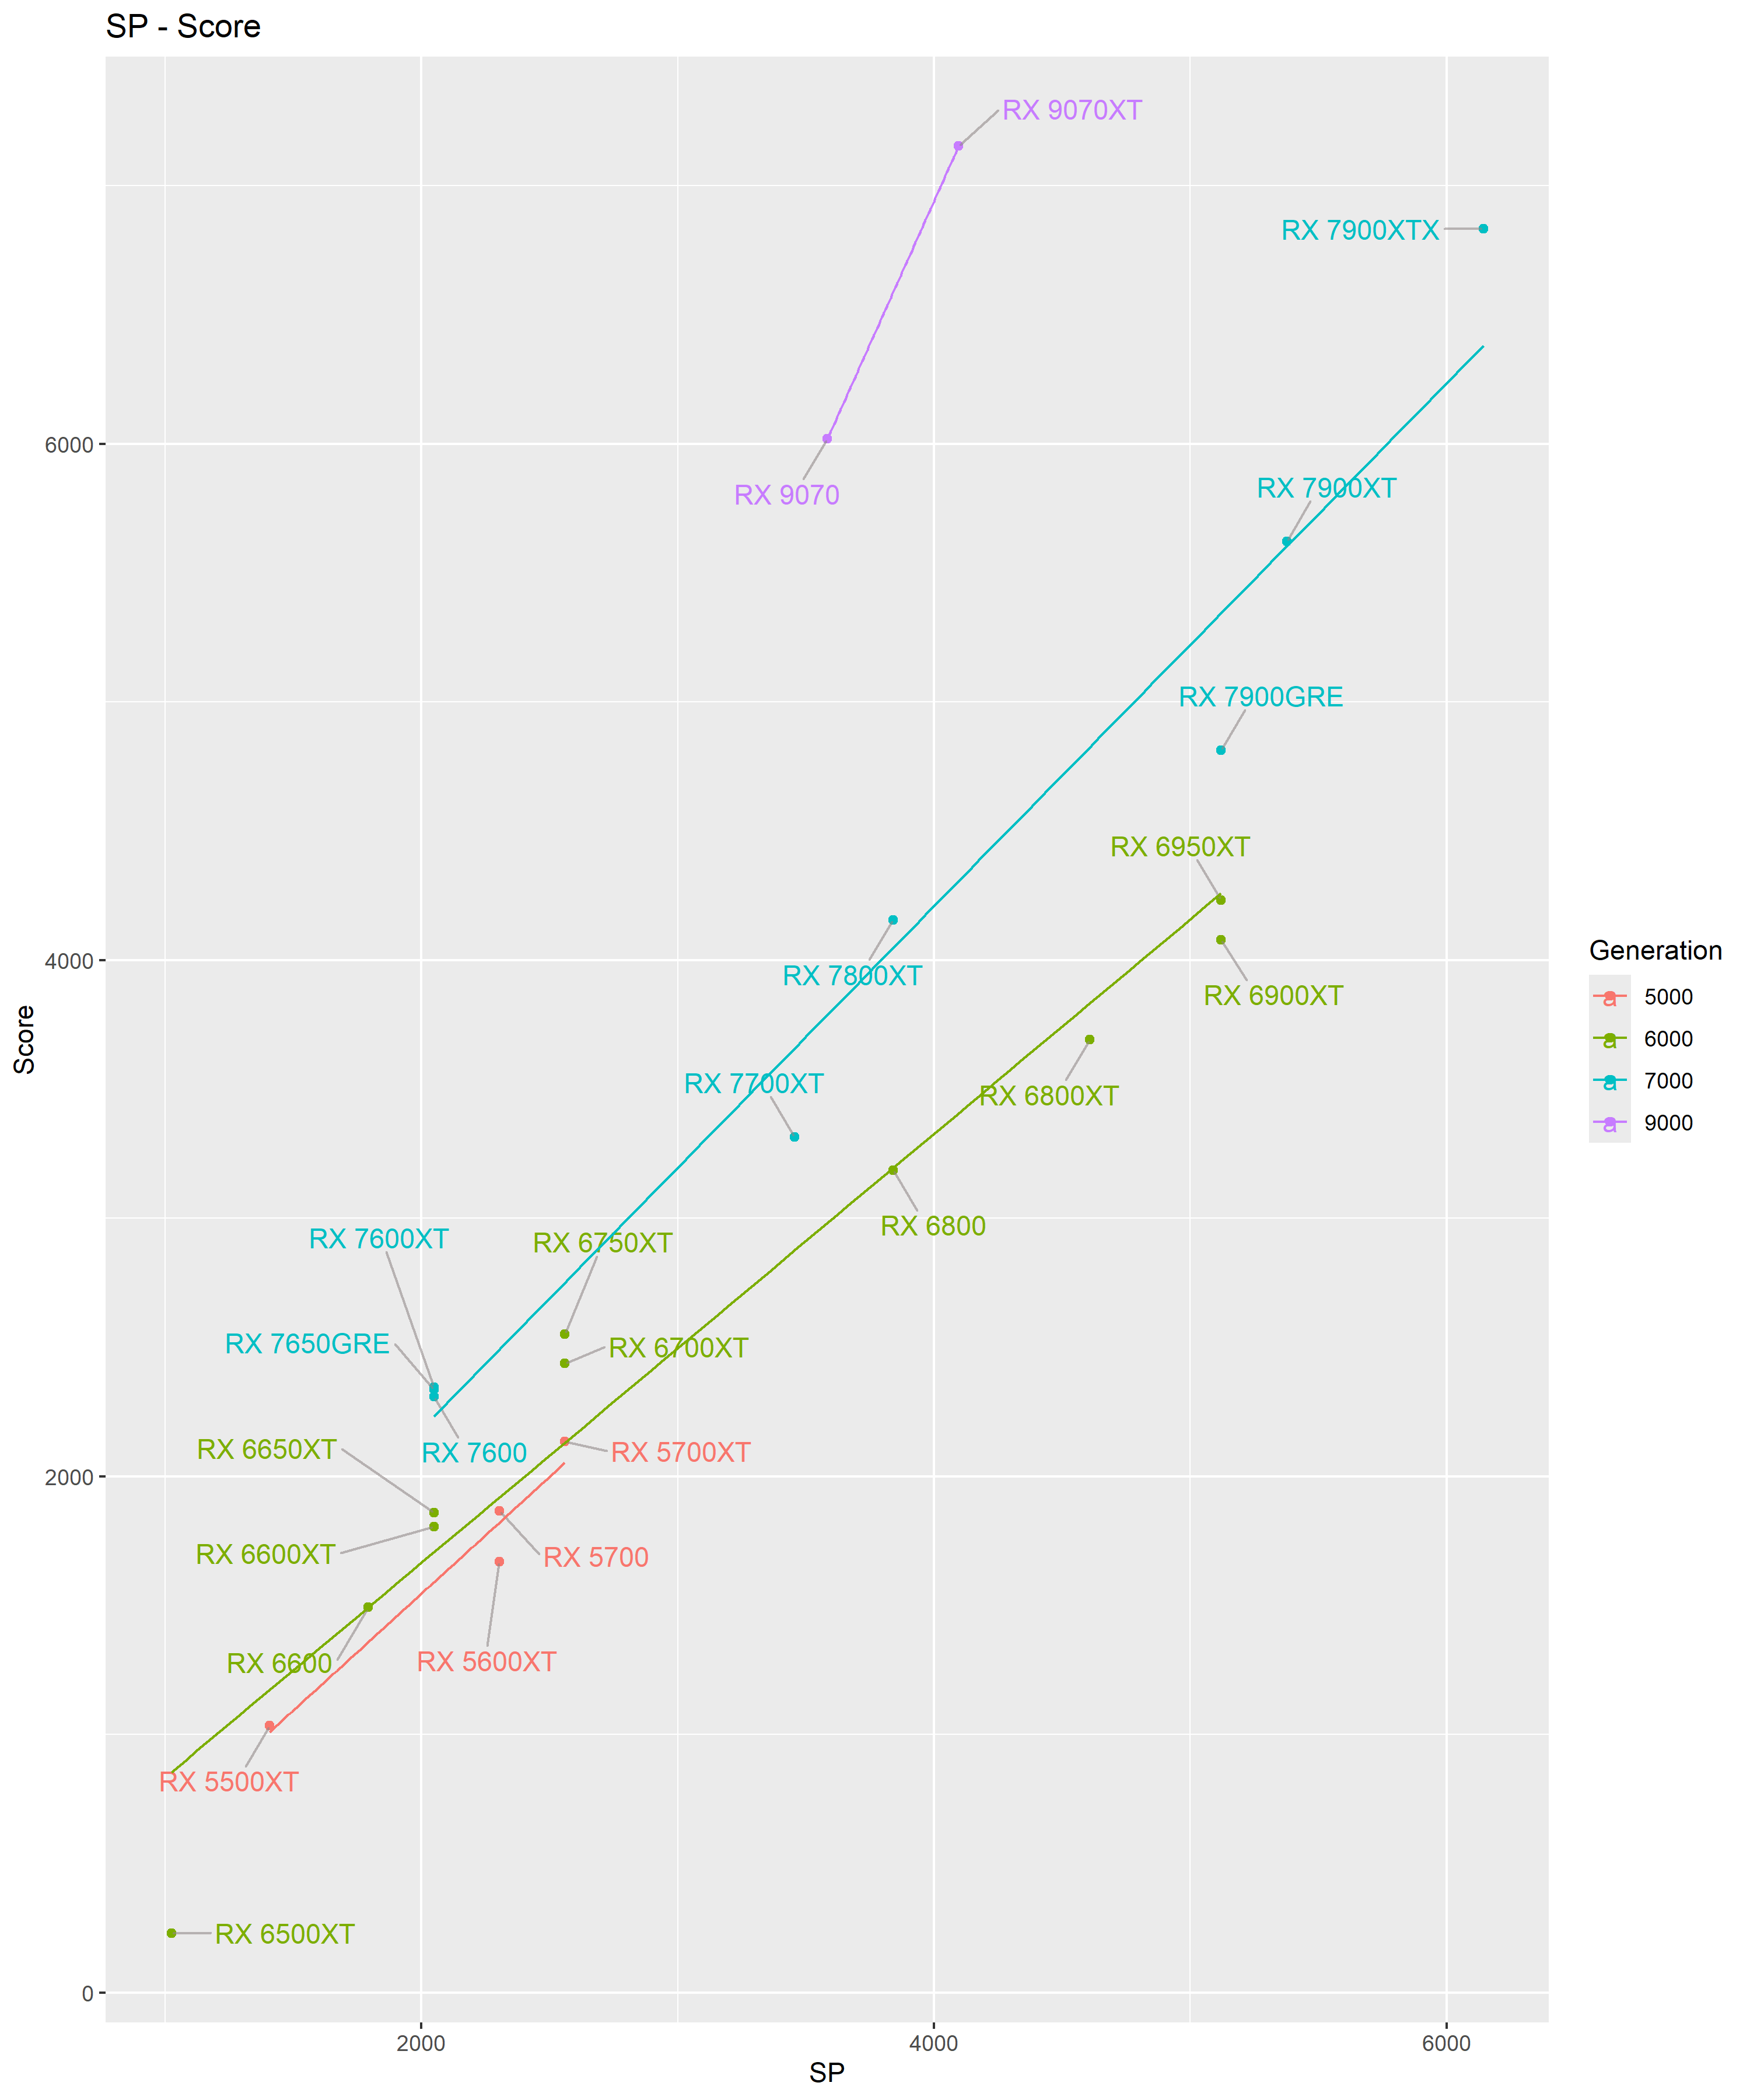 SP - Score
RX 9070XT
RX 7900XTX
6000
RX 7900XT
RX 9070
RX 7900GRE
RX 6950XT
4000
RX 7800XT
RX 6900XT
Generation
a 5000
a 6000
a 7000
a 9000
Score
RX 7700XT
RX 6800XT
RX 6800
RX 7600XT
RX 6750XT
RX 7650GRE
RX 6700XT
RX 6650XT
RX 7600
RX 5700XT
2000
RX 6600XT
RX 5700
RX 6600
RX 5600XT
RX 5500XT
RX 6500XT
0
2000
4000
6000
SP